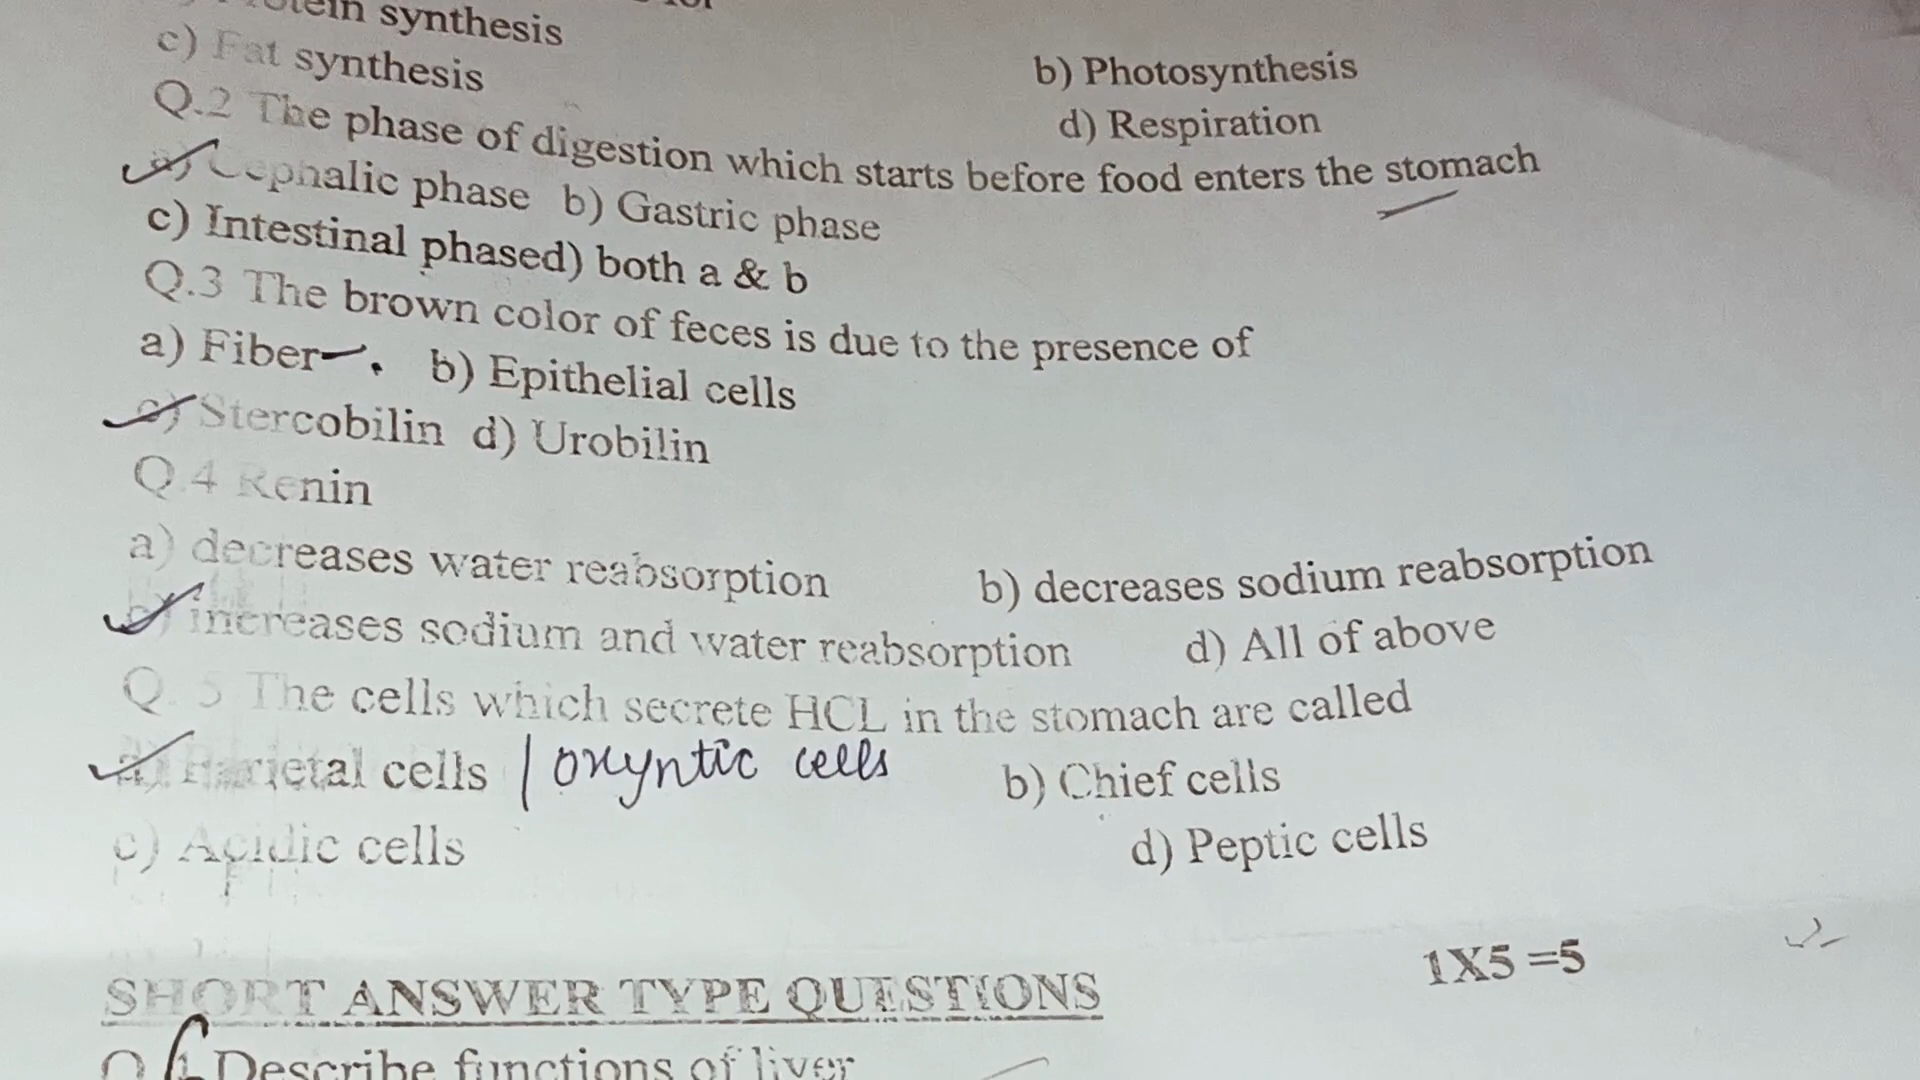 synthesis
c) Fat synthesis
b) Photosynthesis
d) Respiration
Q.2 The phase of digestion which starts before food enters the stomach
a) Cephalic phase b) Gastric phase
c) Intestinal phased) both a & b
Q.3 The brown color of feces is due to the presence of
a) Fiber b) Epithelial cells
c) Stercobilin d) Urobilin
Q.4 Renin
a) decreases water reabsorption b) decreases sodium reabsorption
c) increases sodium and water reabsorption d) All of above
Q.5 The cells which secrete HCL in the stomach are called
a) Parietal cells / oxyntic cells b) Chief cells
c) Acidic cells d) Peptic cells
1X5 =5
SHORT ANSWER TYPE QUESTIONS
Describe functions of liver